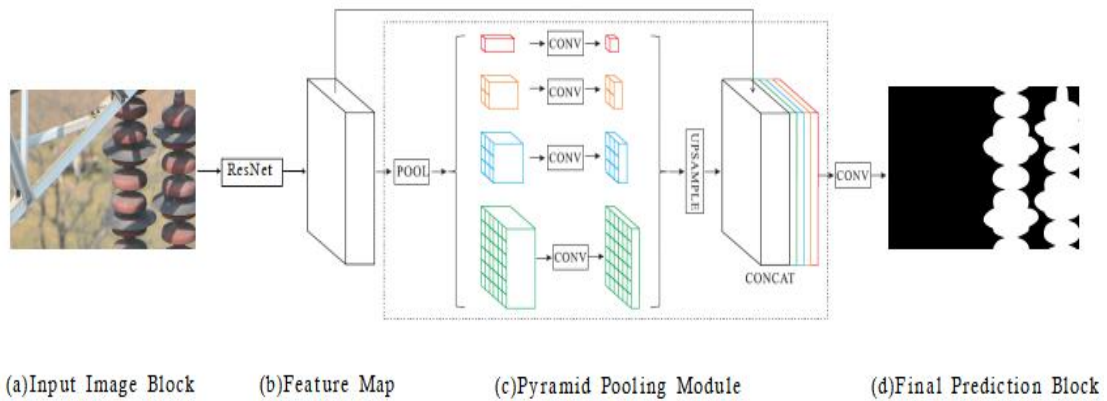 CONV
CONV
CONV
CONV
ResNet
POOL
UPSAMPLE
CONCAT
CONV
(a)Input Image Block
(b)Feature Map
(c)Pyramid Pooling Module
(d)Final Prediction Block